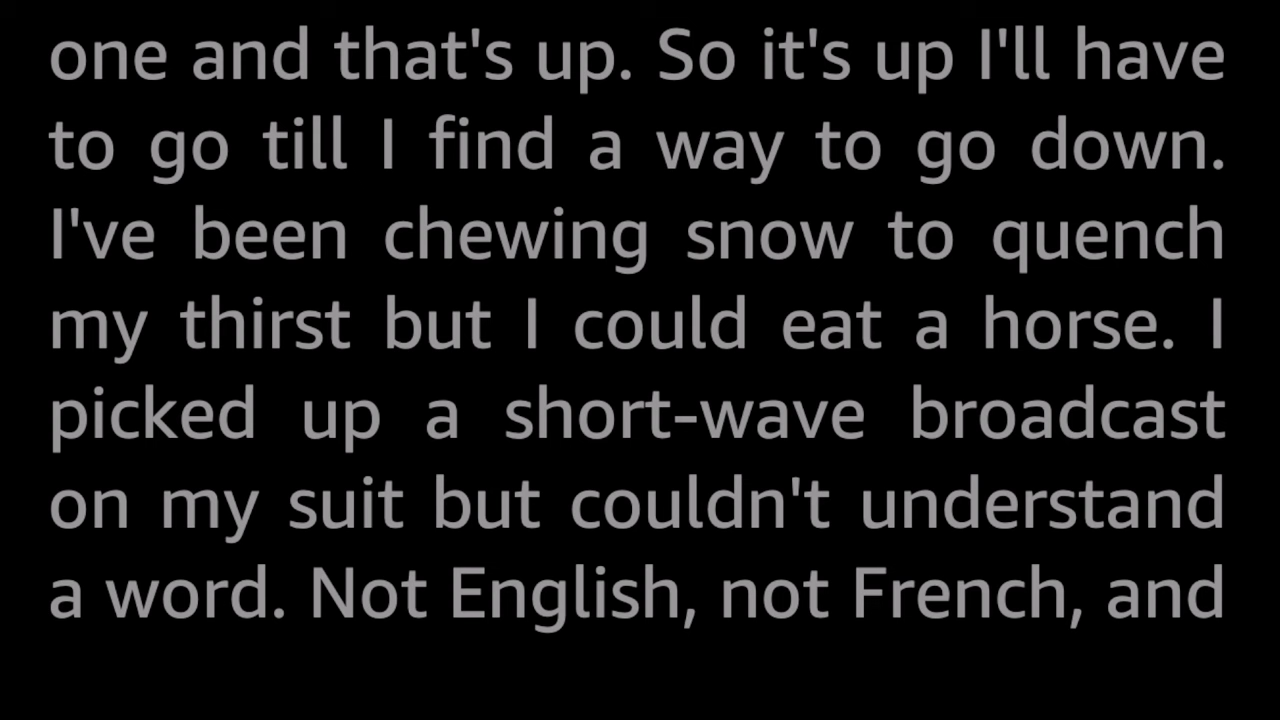 one and that's up. So it's up I'll have
to go till I find a way to go down.
I've been chewing snow to quench
my thirst but I could eat a horse. I
picked up a short-wave broadcast
on my suit but couldn't understand
a word. Not English, not French, and